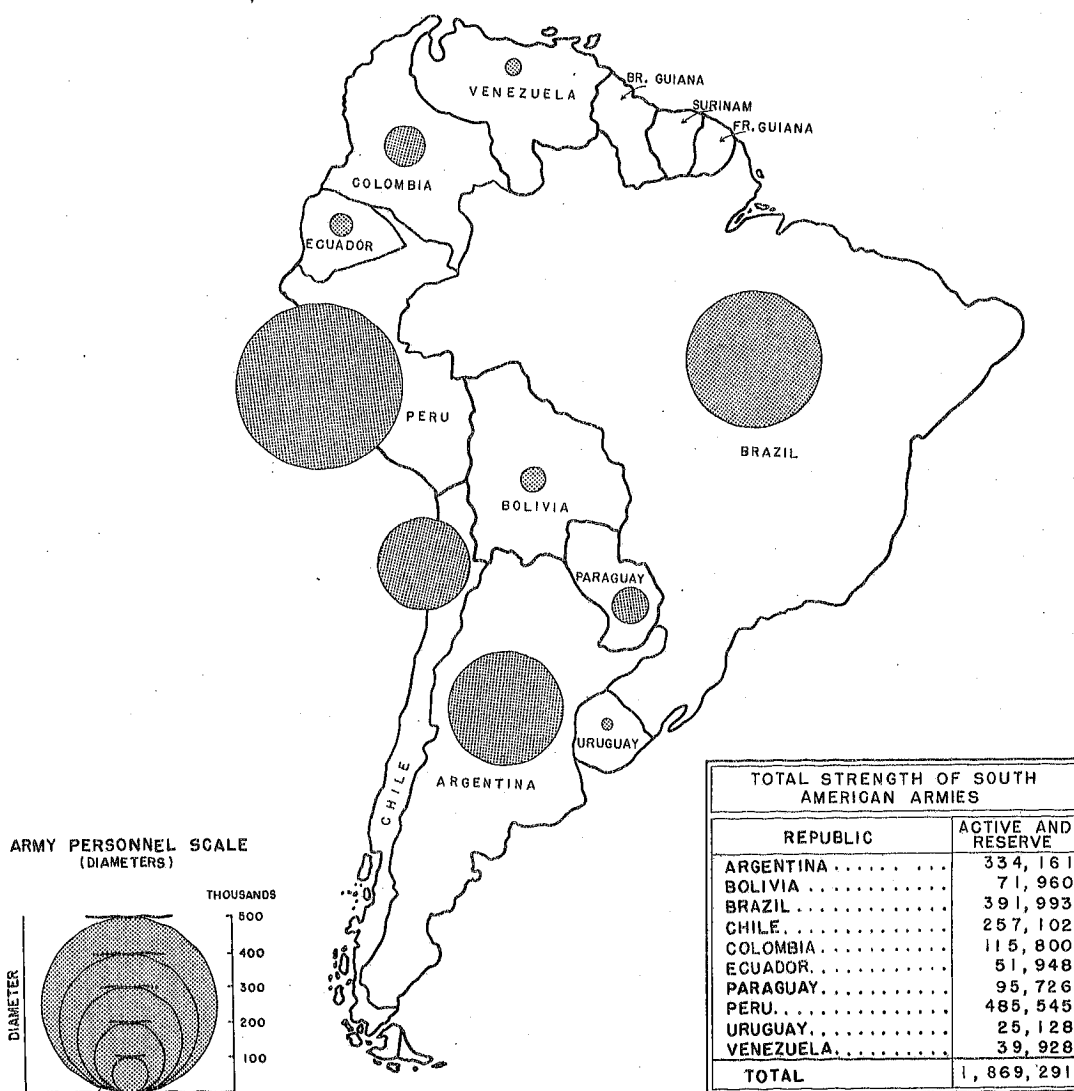 BR. GUIANA
VENEZUELA
SURINAM
FR. GUIANA
COLOMBIA
ECUADOR
PERU
BRAZIL
BOLIVIA
PARAGUAY
URUGUAY
CHILE
ARGENTINA
ARMY PERSONNEL SCALE
(DIAMETERS)
THOUSANDS
500
400
300
200
100
DIAMETER
TOTAL STRENGTH OF SOUTH
AMERICAN ARMIES
REPUBLIC ACTIVE AND
RESERVE
ARGENTINA...... ... 334,161
BOLIVIA............ 71,960
BRAZIL............. 391,993
CHILE.............. 257,102
COLOMBIA........... 115,800
ECUADOR............ 51,948
PARAGUAY........... 95,726
PERU............... 485,545
URUGUAY............ 25,128
VENEZUELA.......... 39,928
TOTAL 1,869,291